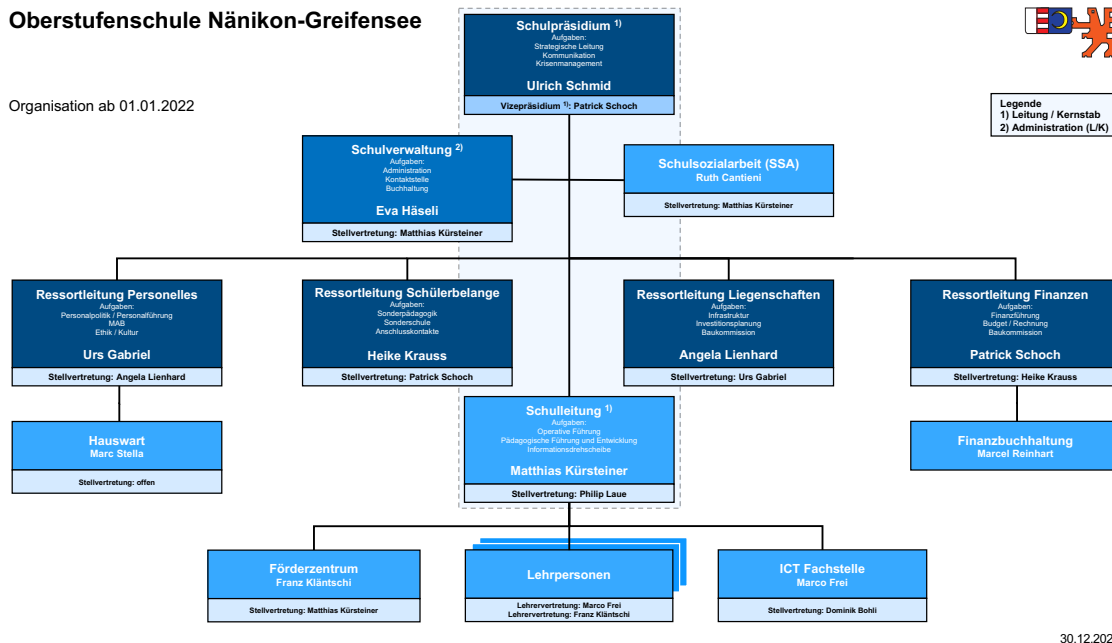 Oberstufenschule Nänikon-Greifensee
Organisation ab 01.01.2022
Schulpräsidium 1)
Aufgaben:
Strategische Leitung
Kommunikation
Krisenmanagement
Ulrich Schmid
Vizepräsidium 1): Patrick Schoch
Legende
1) Leitung / Kernstab
2) Administration (L/K)
Schulverwaltung 2)
Aufgaben:
Administration
Kontaktstelle
Buchhaltung
Eva Häseli
Stellvertretung: Matthias Kürsteiner
Schulsozialarbeit (SSA)
Ruth Cantieni
Stellvertretung: Matthias Kürsteiner
Ressortleitung Personelles
Aufgaben:
Personalpolitik / Personalführung
MAB
Ethik / Kultur
Urs Gabriel
Stellvertretung: Angela Lienhard
Ressortleitung Schülerbelange
Aufgaben:
Sonderpädagogik
Sonderschule
Anschlusskontakte
Heike Krauss
Stellvertretung: Patrick Schoch
Ressortleitung Liegenschaften
Aufgaben:
Infrastruktur
Investitionsplanung
Baukommission
Angela Lienhard
Stellvertretung: Urs Gabriel
Ressortleitung Finanzen
Aufgaben:
Finanzführung
Budget / Rechnung
Baukommission
Patrick Schoch
Stellvertretung: Heike Krauss
Hauswart
Marc Stella
Stellvertretung: offen
Schulleitung 1)
Aufgaben:
Operative Führung
Pädagogische Führung und Entwicklung
Informationsdrehscheibe
Matthias Kürsteiner
Stellvertretung: Philip Laue
Finanzbuchhaltung
Marcel Reinhart
Förderzentrum
Franz Kläntschi
Stellvertretung: Matthias Kürsteiner
Lehrpersonen
Lehrervertretung: Marco Frei
Lehrervertretung: Franz Kläntschi
ICT Fachstelle
Marco Frei
Stellvertretung: Dominik Bohli
30.12.202